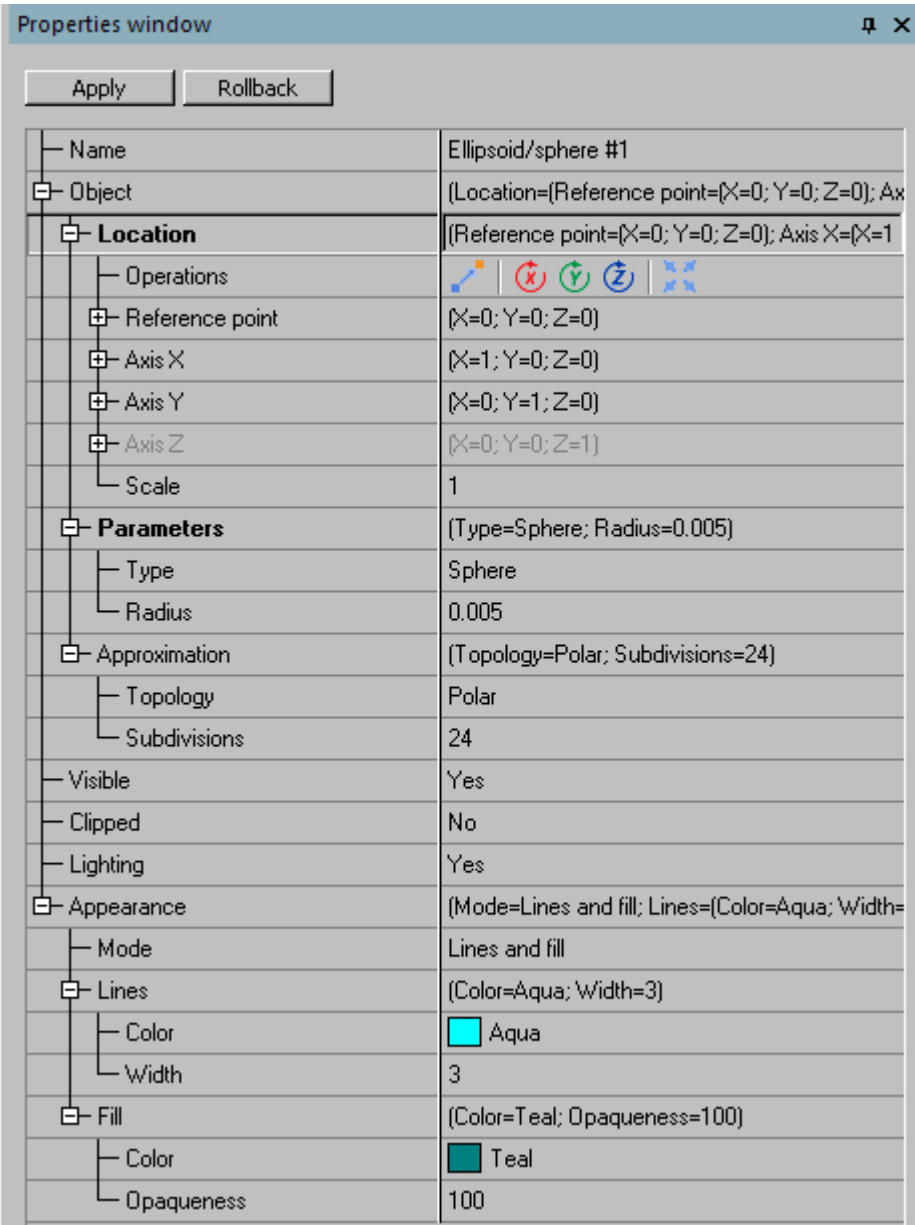 Properties window
Apply Rollback
Name Ellipsoid/sphere #1
Object (Location=(Reference point=(X=0; Y=0; Z=0); Ax
Location (Reference point=(X=0; Y=0; Z=0); Axis X=(X=1
Operations X Y Z
Reference point (X=0; Y=0; Z=0)
Axis X (X=1; Y=0; Z=0)
Axis Y (X=0; Y=1; Z=0)
Axis Z (X=0; Y=0; Z=1)
Scale 1
Parameters (Type=Sphere; Radius=0.005)
Type Sphere
Radius 0.005
Approximation (Topology=Polar; Subdivisions=24)
Topology Polar
Subdivisions 24
Visible Yes
Clipped No
Lighting Yes
Appearance (Mode=Lines and fill; Lines=(Color=Aqua; Width=
Mode Lines and fill
Lines (Color=Aqua; Width=3)
Color Aqua
Width 3
Fill (Color=Teal; Opaqueness=100)
Color Teal
Opaqueness 100